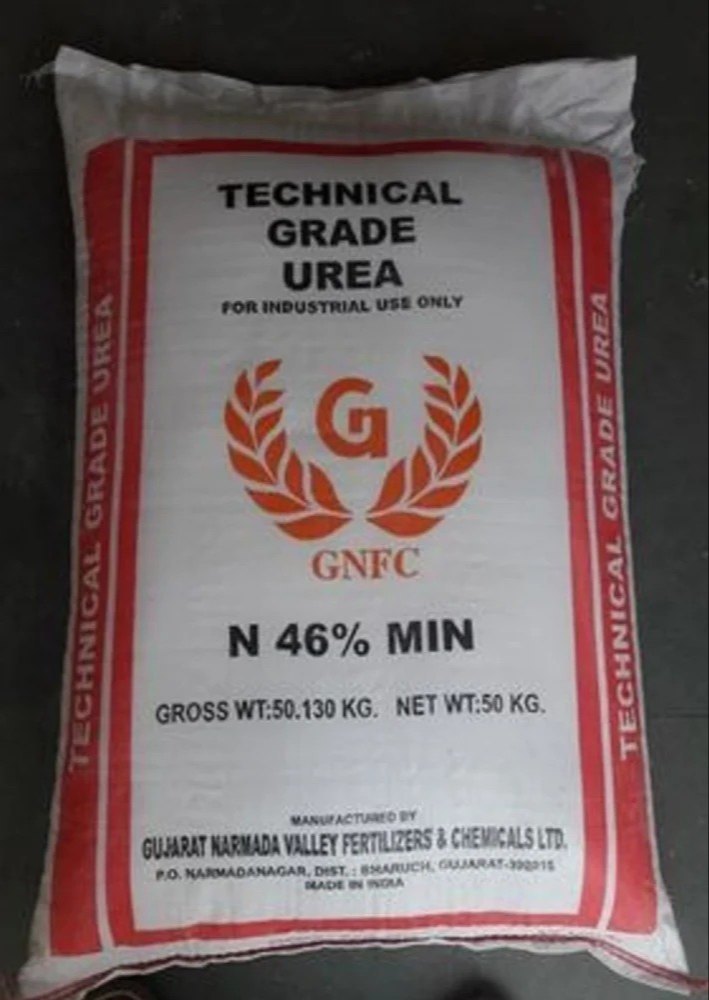 TECHNICAL
GRADE
UREA
FOR INDUSTRIAL USE ONLY
G
GNFC
N 46% MIN
GROSS WT:50.130 KG. NET WT:50 KG.
MANUFACTURED BY
GUJARAT NARMADA VALLEY FERTILIZERS & CHEMICALS LTD.
P.O. NARMADANAGAR, DIST. : BHARUCH, GUJARAT-392015
MADE IN INDIA
TECHNICAL GRADE UREA
TECHNICAL GRADE UREA